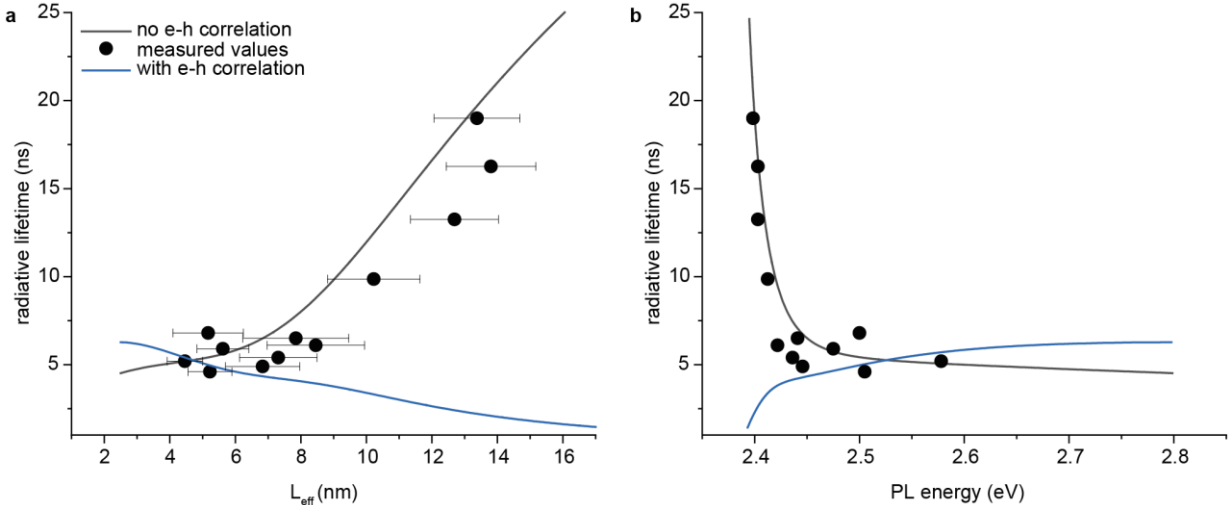 a
no e-h correlation
measured values
with e-h correlation
25
20
15
10
5
radiative lifetime (ns)
2 4 6 8 10 12 14 16
L_eff (nm)
b
25
20
15
10
5
radiative lifetime (ns)
2.4 2.5 2.6 2.7 2.8
PL energy (eV)